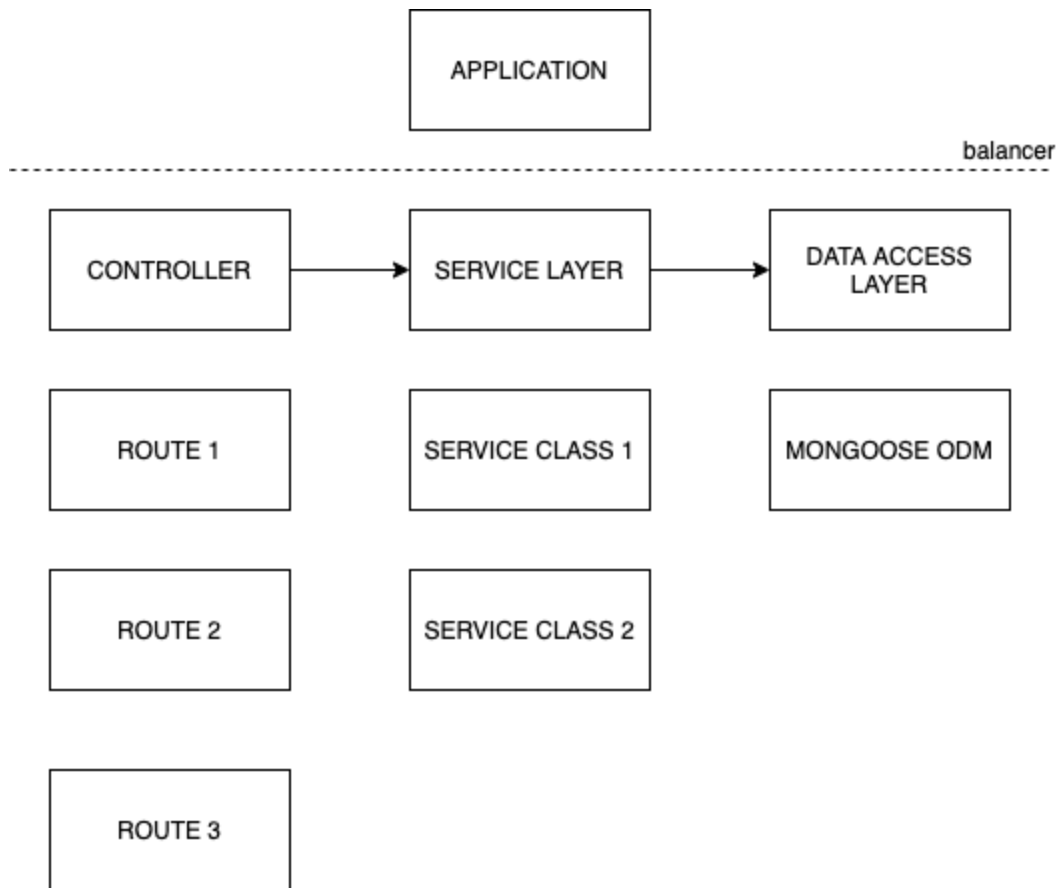 APPLICATION
balancer
CONTROLLER
SERVICE LAYER
DATA ACCESS
LAYER
ROUTE 1
SERVICE CLASS 1
MONGOOSE ODM
ROUTE 2
SERVICE CLASS 2
ROUTE 3